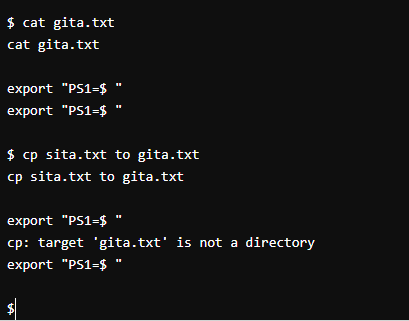 $ cat gita.txt
cat gita.txt
export "PS1=$ "
export "PS1=$ "
$ cp sita.txt to gita.txt
cp sita.txt to gita.txt
export "PS1=$ "
cp: target 'gita.txt' is not a directory
export "PS1=$ "
$